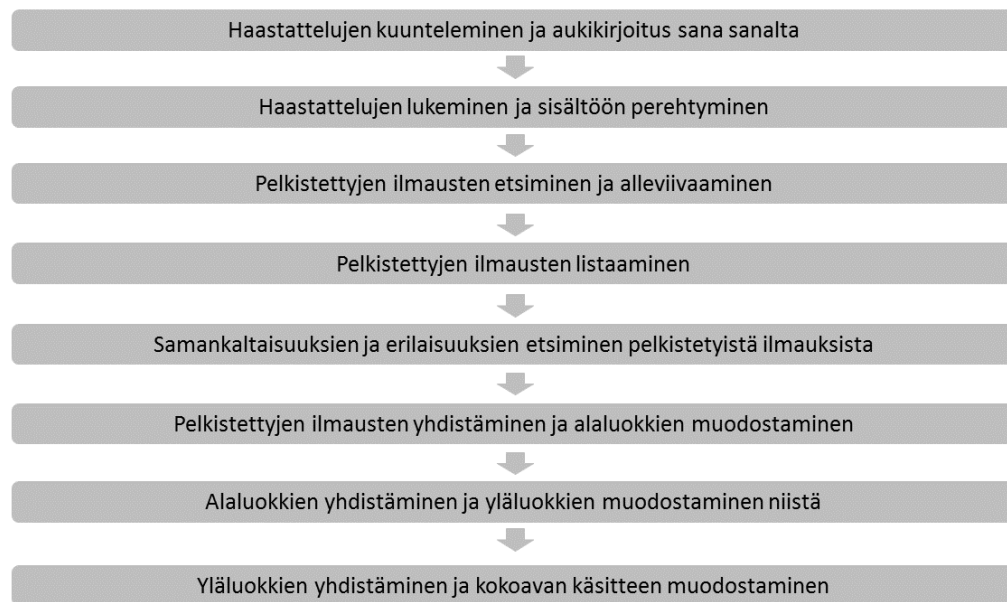 Haastattelujen kuunteleminen ja aukikirjoitus sana sanalta
Haastattelujen lukeminen ja sisältöön perehtyminen
Pelkistettyjen ilmausten etsiminen ja alleviivaaminen
Pelkistettyjen ilmausten listaaminen
Samankaltaisuuksien ja erilaisuuksien etsiminen pelkistetyistä ilmauksista
Pelkistettyjen ilmausten yhdistäminen ja alaluokkien muodostaminen
Alaluokkien yhdistäminen ja yläluokkien muodostaminen niistä
Yläluokkien yhdistäminen ja kokoavan käsitteen muodostaminen